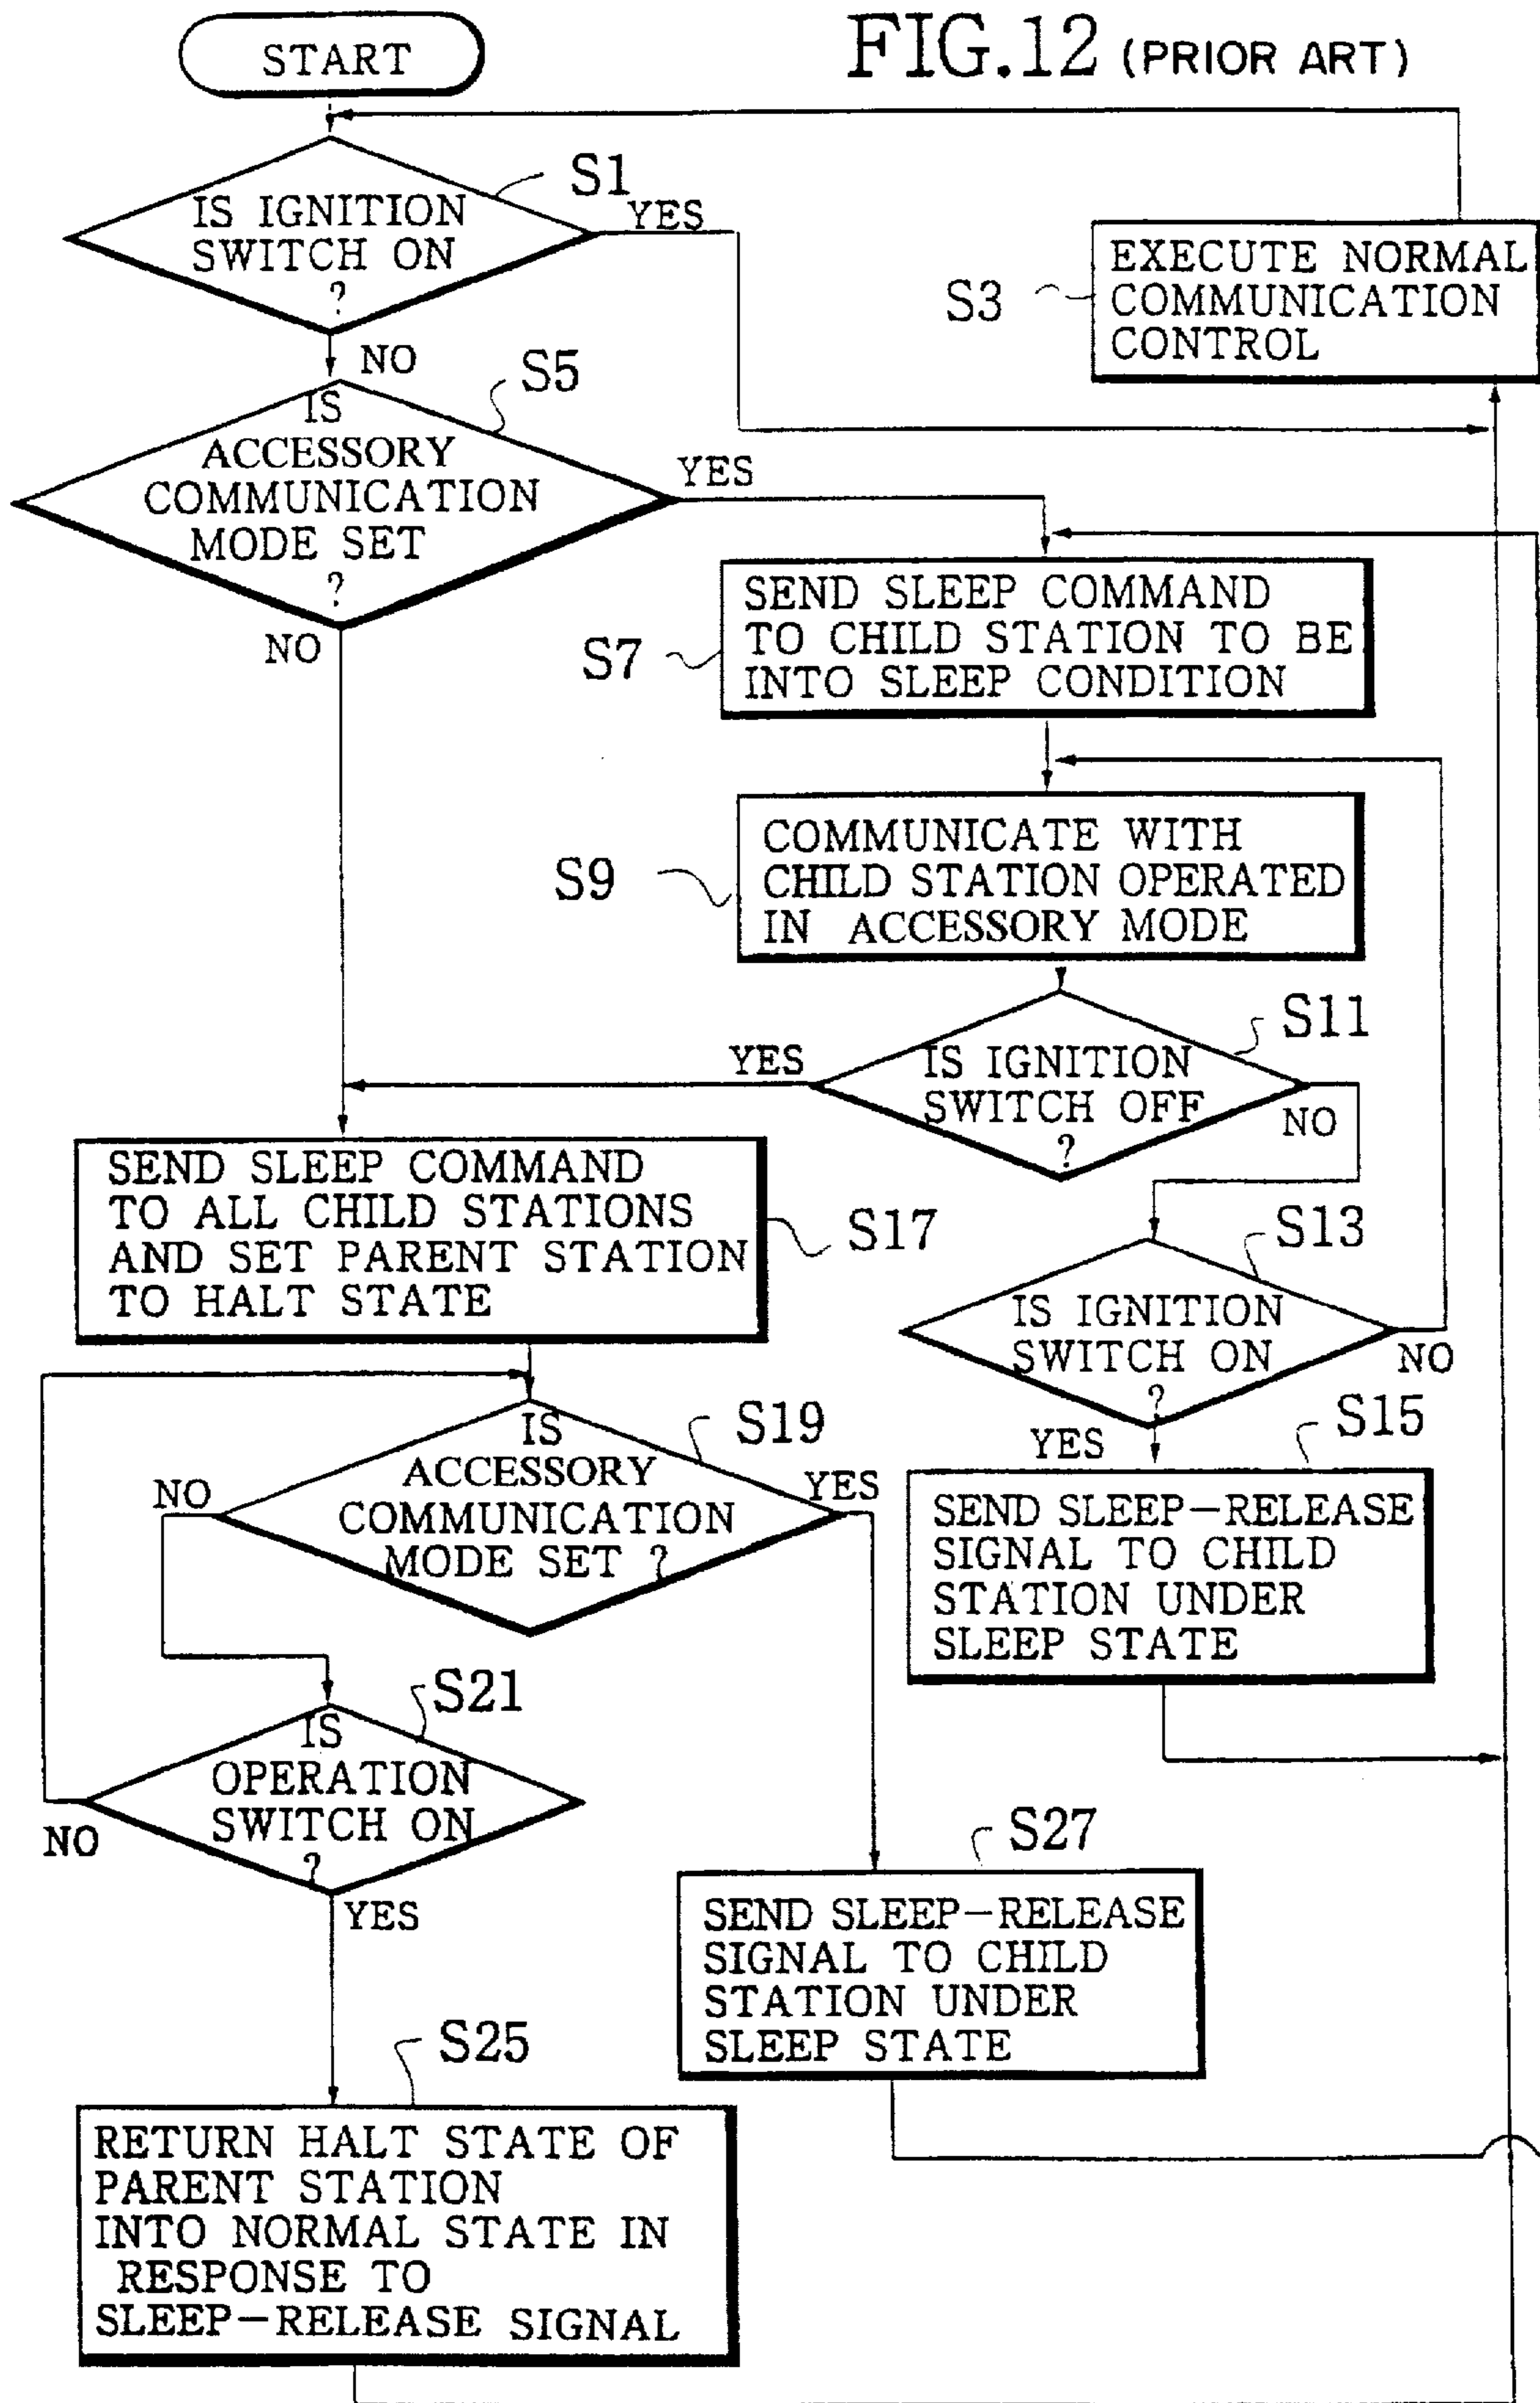 FIG.12 (PRIOR ART)
START
S1
IS IGNITION
SWITCH ON
?
YES
NO
S3
EXECUTE NORMAL
COMMUNICATION
CONTROL
S5
IS
ACCESSORY
COMMUNICATION
MODE SET
?
YES
NO
S7
SEND SLEEP COMMAND
TO CHILD STATION TO BE
INTO SLEEP CONDITION
S9
COMMUNICATE WITH
CHILD STATION OPERATED
IN ACCESSORY MODE
S11
IS IGNITION
SWITCH OFF
?
YES
NO
SEND SLEEP COMMAND
TO ALL CHILD STATIONS
AND SET PARENT STATION
TO HALT STATE
S17
S13
IS IGNITION
SWITCH ON
?
NO
YES
S15
SEND SLEEP-RELEASE
SIGNAL TO CHILD
STATION UNDER
SLEEP STATE
S19
IS
ACCESSORY
COMMUNICATION
MODE SET ?
NO
YES
S21
IS
OPERATION
SWITCH ON
?
NO
YES
S27
SEND SLEEP-RELEASE
SIGNAL TO CHILD
STATION UNDER
SLEEP STATE
S25
RETURN HALT STATE OF
PARENT STATION
INTO NORMAL STATE IN
RESPONSE TO
SLEEP-RELEASE SIGNAL